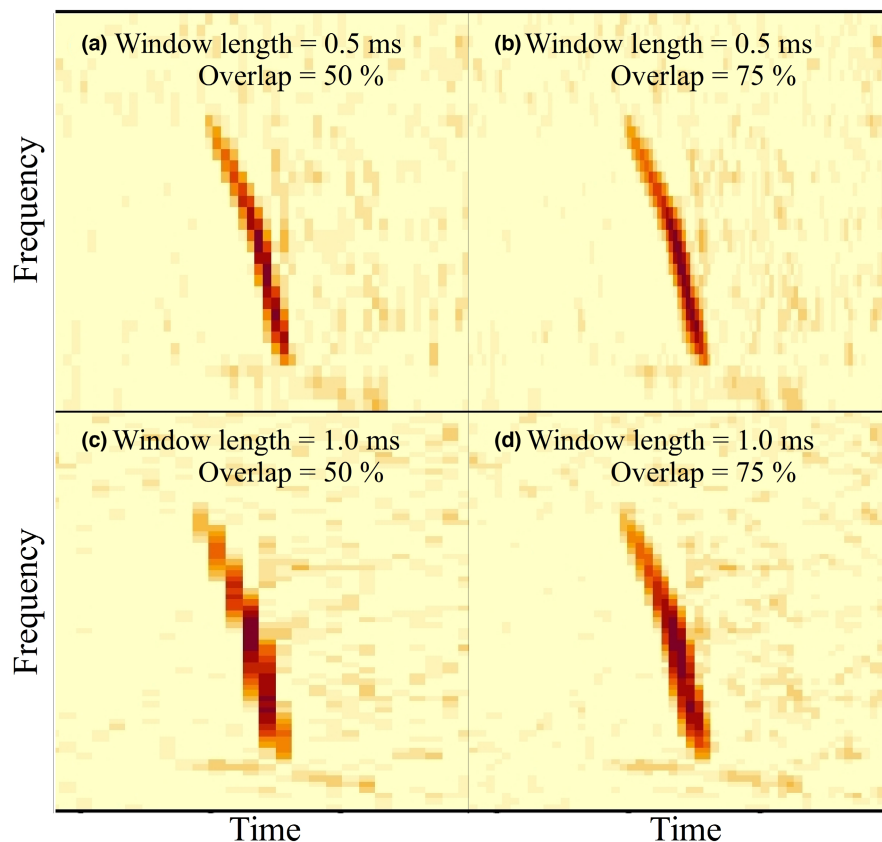 (a) Window length = 0.5 ms
Overlap = 50 %
(b) Window length = 0.5 ms
Overlap = 75 %
Frequency
(c) Window length = 1.0 ms
Overlap = 50 %
(d) Window length = 1.0 ms
Overlap = 75 %
Frequency
Time
Time